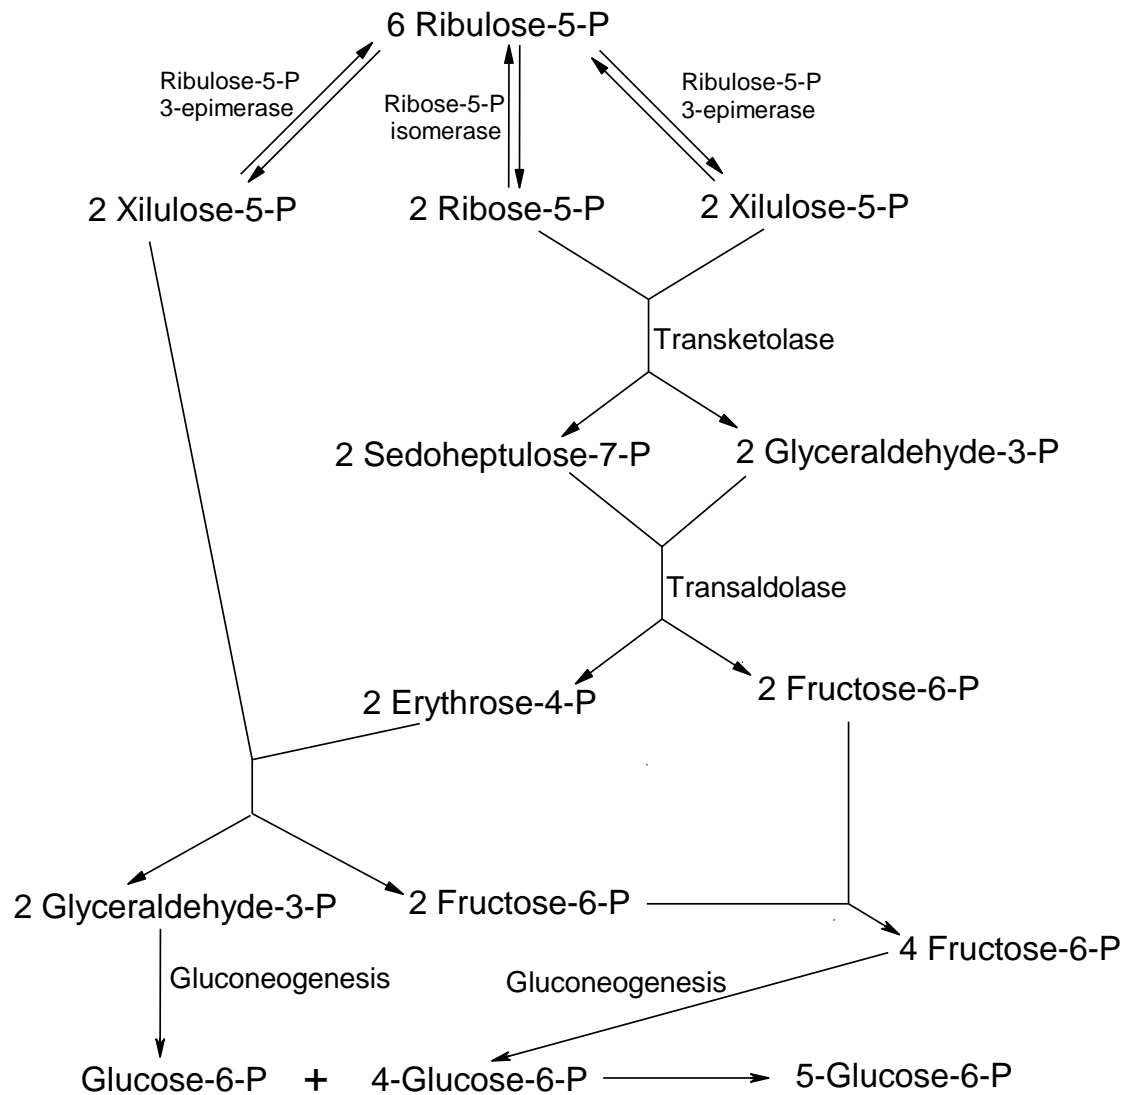 6 Ribulose-5-P
Ribulose-5-P
3-epimerase
Ribose-5-P
isomerase
Ribulose-5-P
3-epimerase
2 Xilulose-5-P
2 Ribose-5-P
2 Xilulose-5-P
Transketolase
2 Sedoheptulose-7-P
2 Glyceraldehyde-3-P
Transaldolase
2 Erythrose-4-P
2 Fructose-6-P
2 Glyceraldehyde-3-P
2 Fructose-6-P
4 Fructose-6-P
Gluconeogenesis
Gluconeogenesis
Glucose-6-P + 4-Glucose-6-P
5-Glucose-6-P